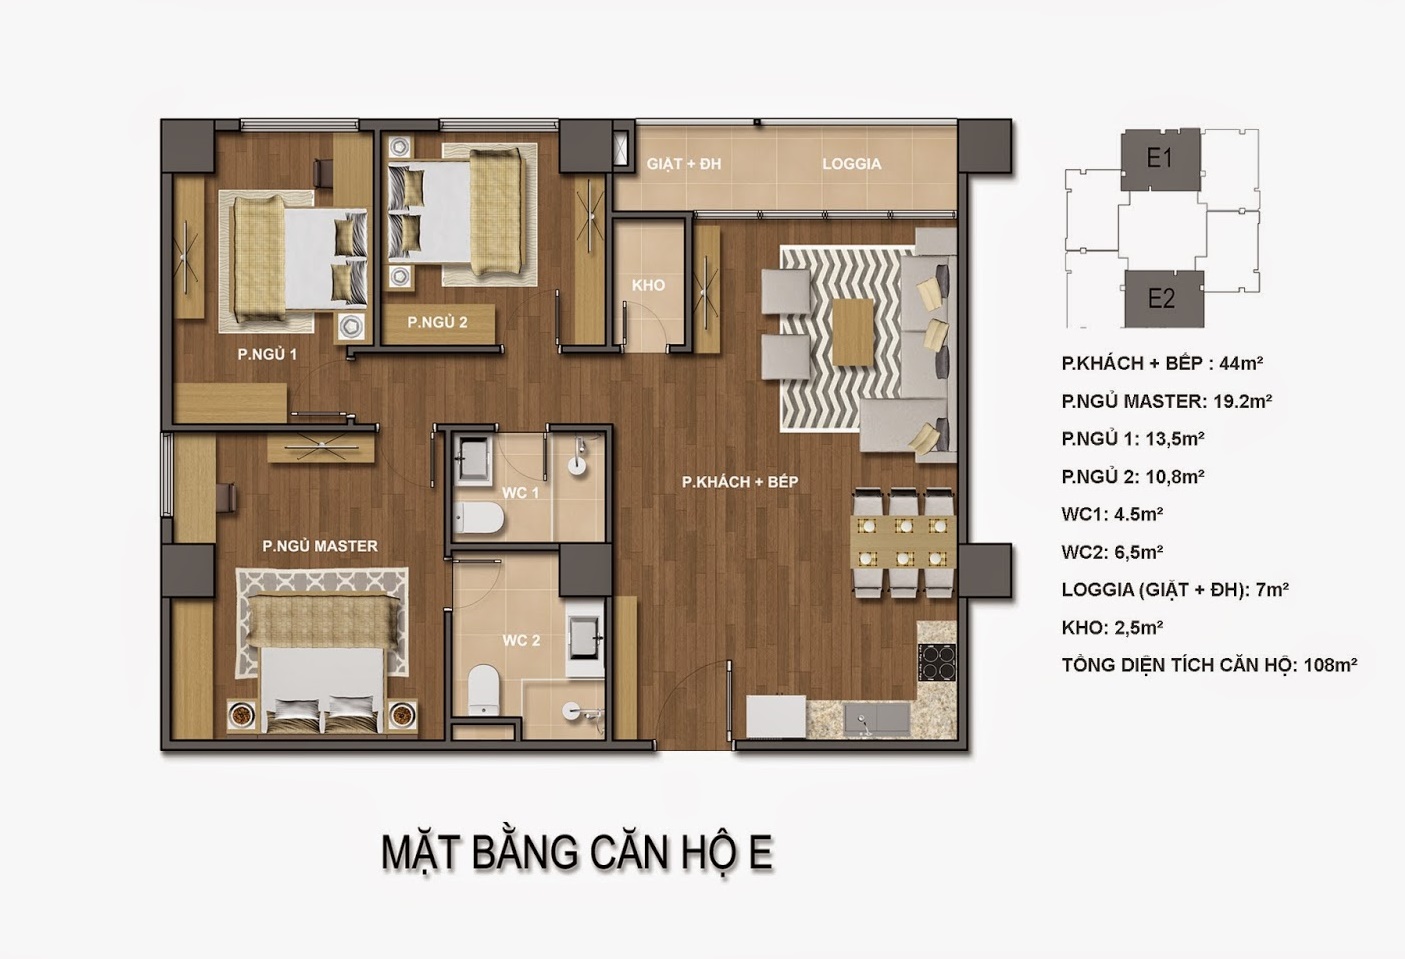 GIẶT + ĐH
LOGGIA
KHO
P.NGỦ 2
P.NGỦ 1
P.KHÁCH + BẾP
WC 1
P.NGỦ MASTER
WC 2
E1
E2
P.KHÁCH + BẾP : 44m²
P.NGỦ MASTER: 19.2m²
P.NGỦ 1: 13,5m²
P.NGỦ 2: 10,8m²
WC1: 4.5m²
WC2: 6,5m²
LOGGIA (GIẶT + ĐH): 7m²
KHO: 2,5m²
TỔNG DIỆN TÍCH CĂN HỘ: 108m²
MẶT BẰNG CĂN HỘ E